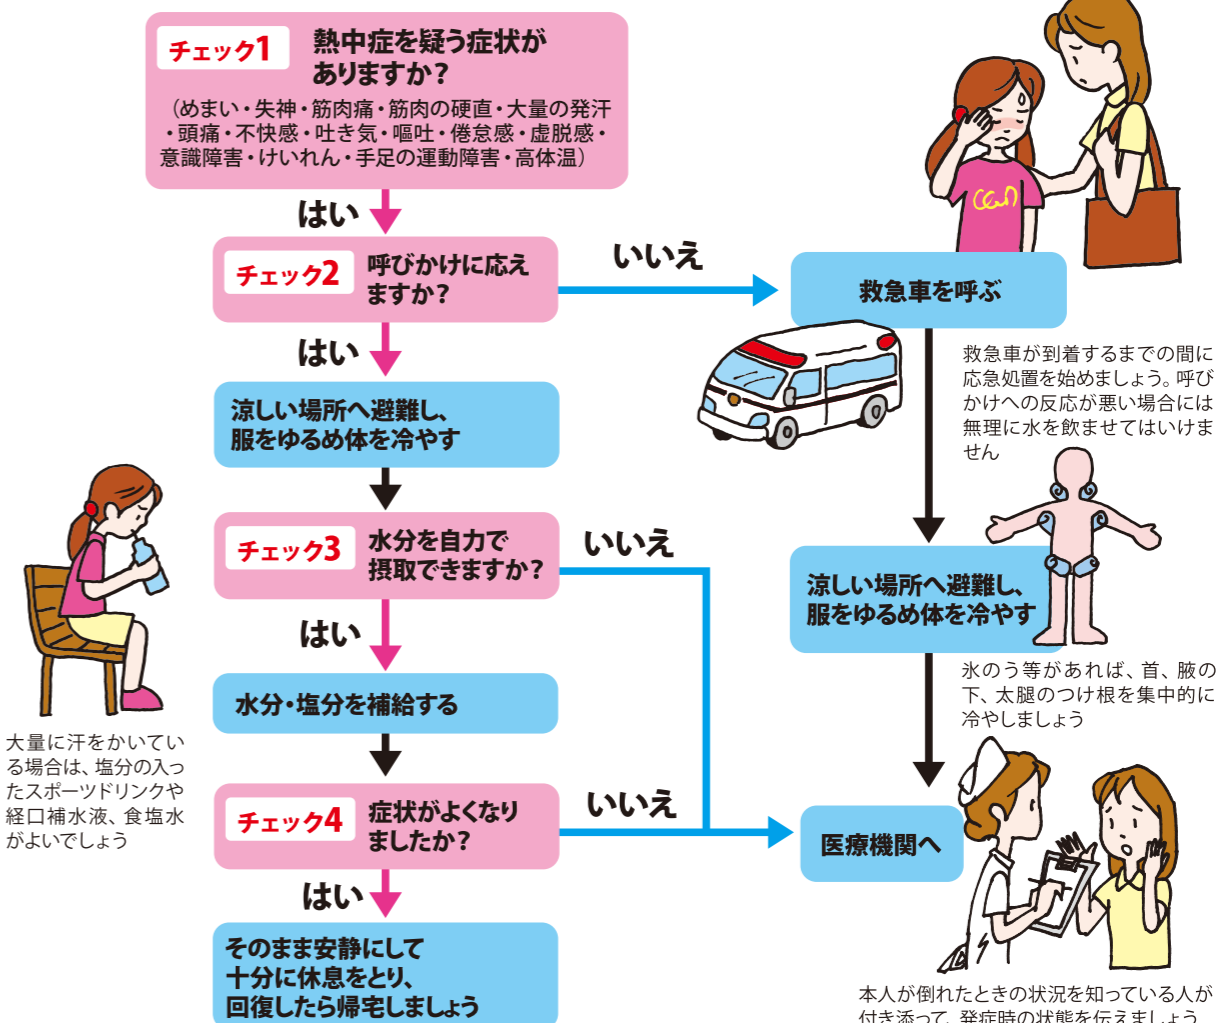 チェック1
熱中症を疑う症状が
ありますか？
（めまい・失神・筋肉痛・筋肉の硬直・大量の発汗
・頭痛・不快感・吐き気・嘔吐・倦怠感・虚脱感・
意識障害・けいれん・手足の運動障害・高体温）
はい
チェック2
呼びかけに応え
ますか？
いいえ
救急車を呼ぶ
救急車が到着するまでの間に
応急処置を始めましょう。呼び
かけへの反応が悪い場合には
無理に水を飲ませてはいけま
せん
はい
涼しい場所へ避難し、
服をゆるめ体を冷やす
チェック3
水分を自力で
摂取できますか？
いいえ
涼しい場所へ避難し、
服をゆるめ体を冷やす
氷のう等があれば、首、腋の
下、太腿のつけ根を集中的に
冷やしましょう
はい
水分・塩分を補給する
大量に汗をかいてい
る場合は、塩分の入っ
たスポーツドリンクや
経口補水液、食塩水
がよいでしょう
チェック4
症状がよくなり
ましたか？
いいえ
医療機関へ
はい
そのまま安静にして
十分に休息をとり、
回復したら帰宅しましょう
本人が倒れたときの状況を知っている人が
付き添って、発症時の状態を伝えましょう